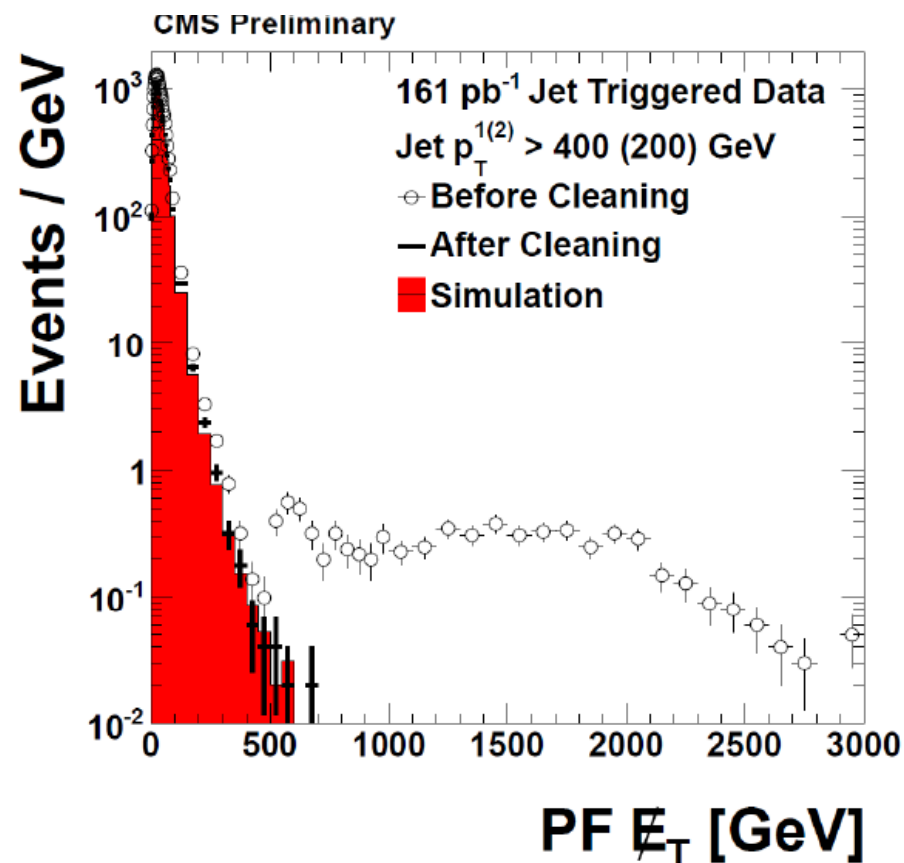 CMS Preliminary
161 pb⁻¹ Jet Triggered Data
Jet p_T^1(2) > 400 (200) GeV
Before Cleaning
After Cleaning
Simulation
Events / GeV
10³
10²
10
1
10⁻¹
10⁻²
0 500 1000 1500 2000 2500 3000
PF E̸_T [GeV]